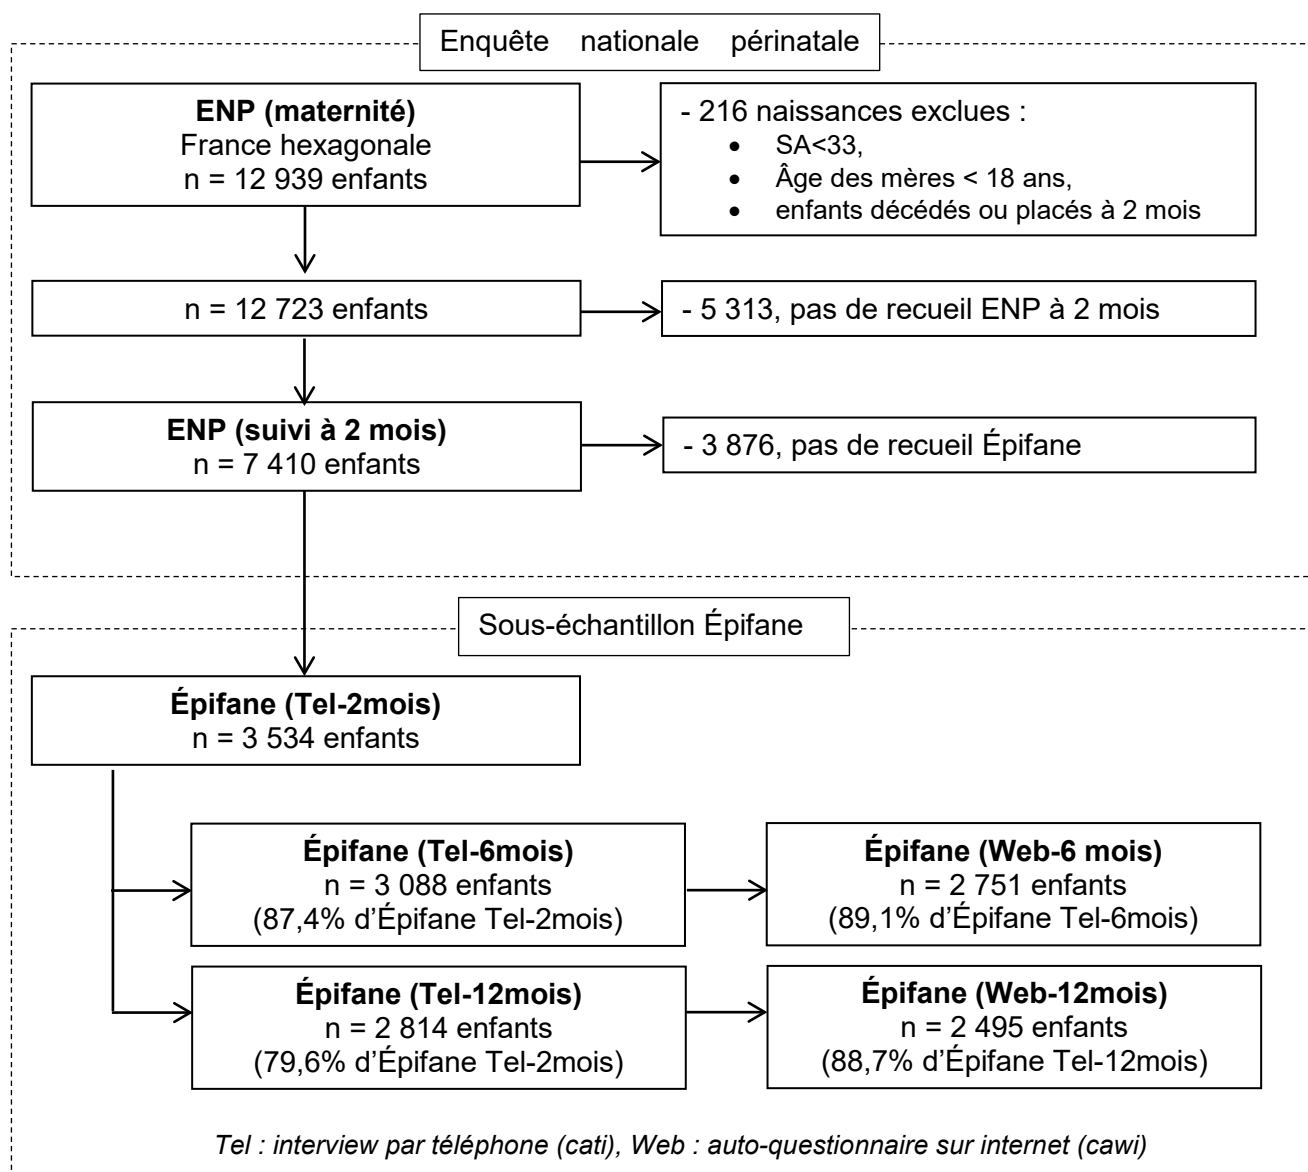 Enquête nationale périnatale
ENP (maternité)
France hexagonale
n = 12 939 enfants
- 216 naissances exclues :
• SA<33,
• Âge des mères < 18 ans,
• enfants décédés ou placés à 2 mois
n = 12 723 enfants
- 5 313, pas de recueil ENP à 2 mois
ENP (suivi à 2 mois)
n = 7 410 enfants
- 3 876, pas de recueil Épifane
Sous-échantillon Épifane
Épifane (Tel-2mois)
n = 3 534 enfants
Épifane (Tel-6mois)
n = 3 088 enfants
(87,4% d’Épifane Tel-2mois)
Épifane (Web-6 mois)
n = 2 751 enfants
(89,1% d’Épifane Tel-6mois)
Épifane (Tel-12mois)
n = 2 814 enfants
(79,6% d’Épifane Tel-2mois)
Épifane (Web-12mois)
n = 2 495 enfants
(88,7% d’Épifane Tel-12mois)
Tel : interview par téléphone (cati), Web : auto-questionnaire sur internet (cawi)